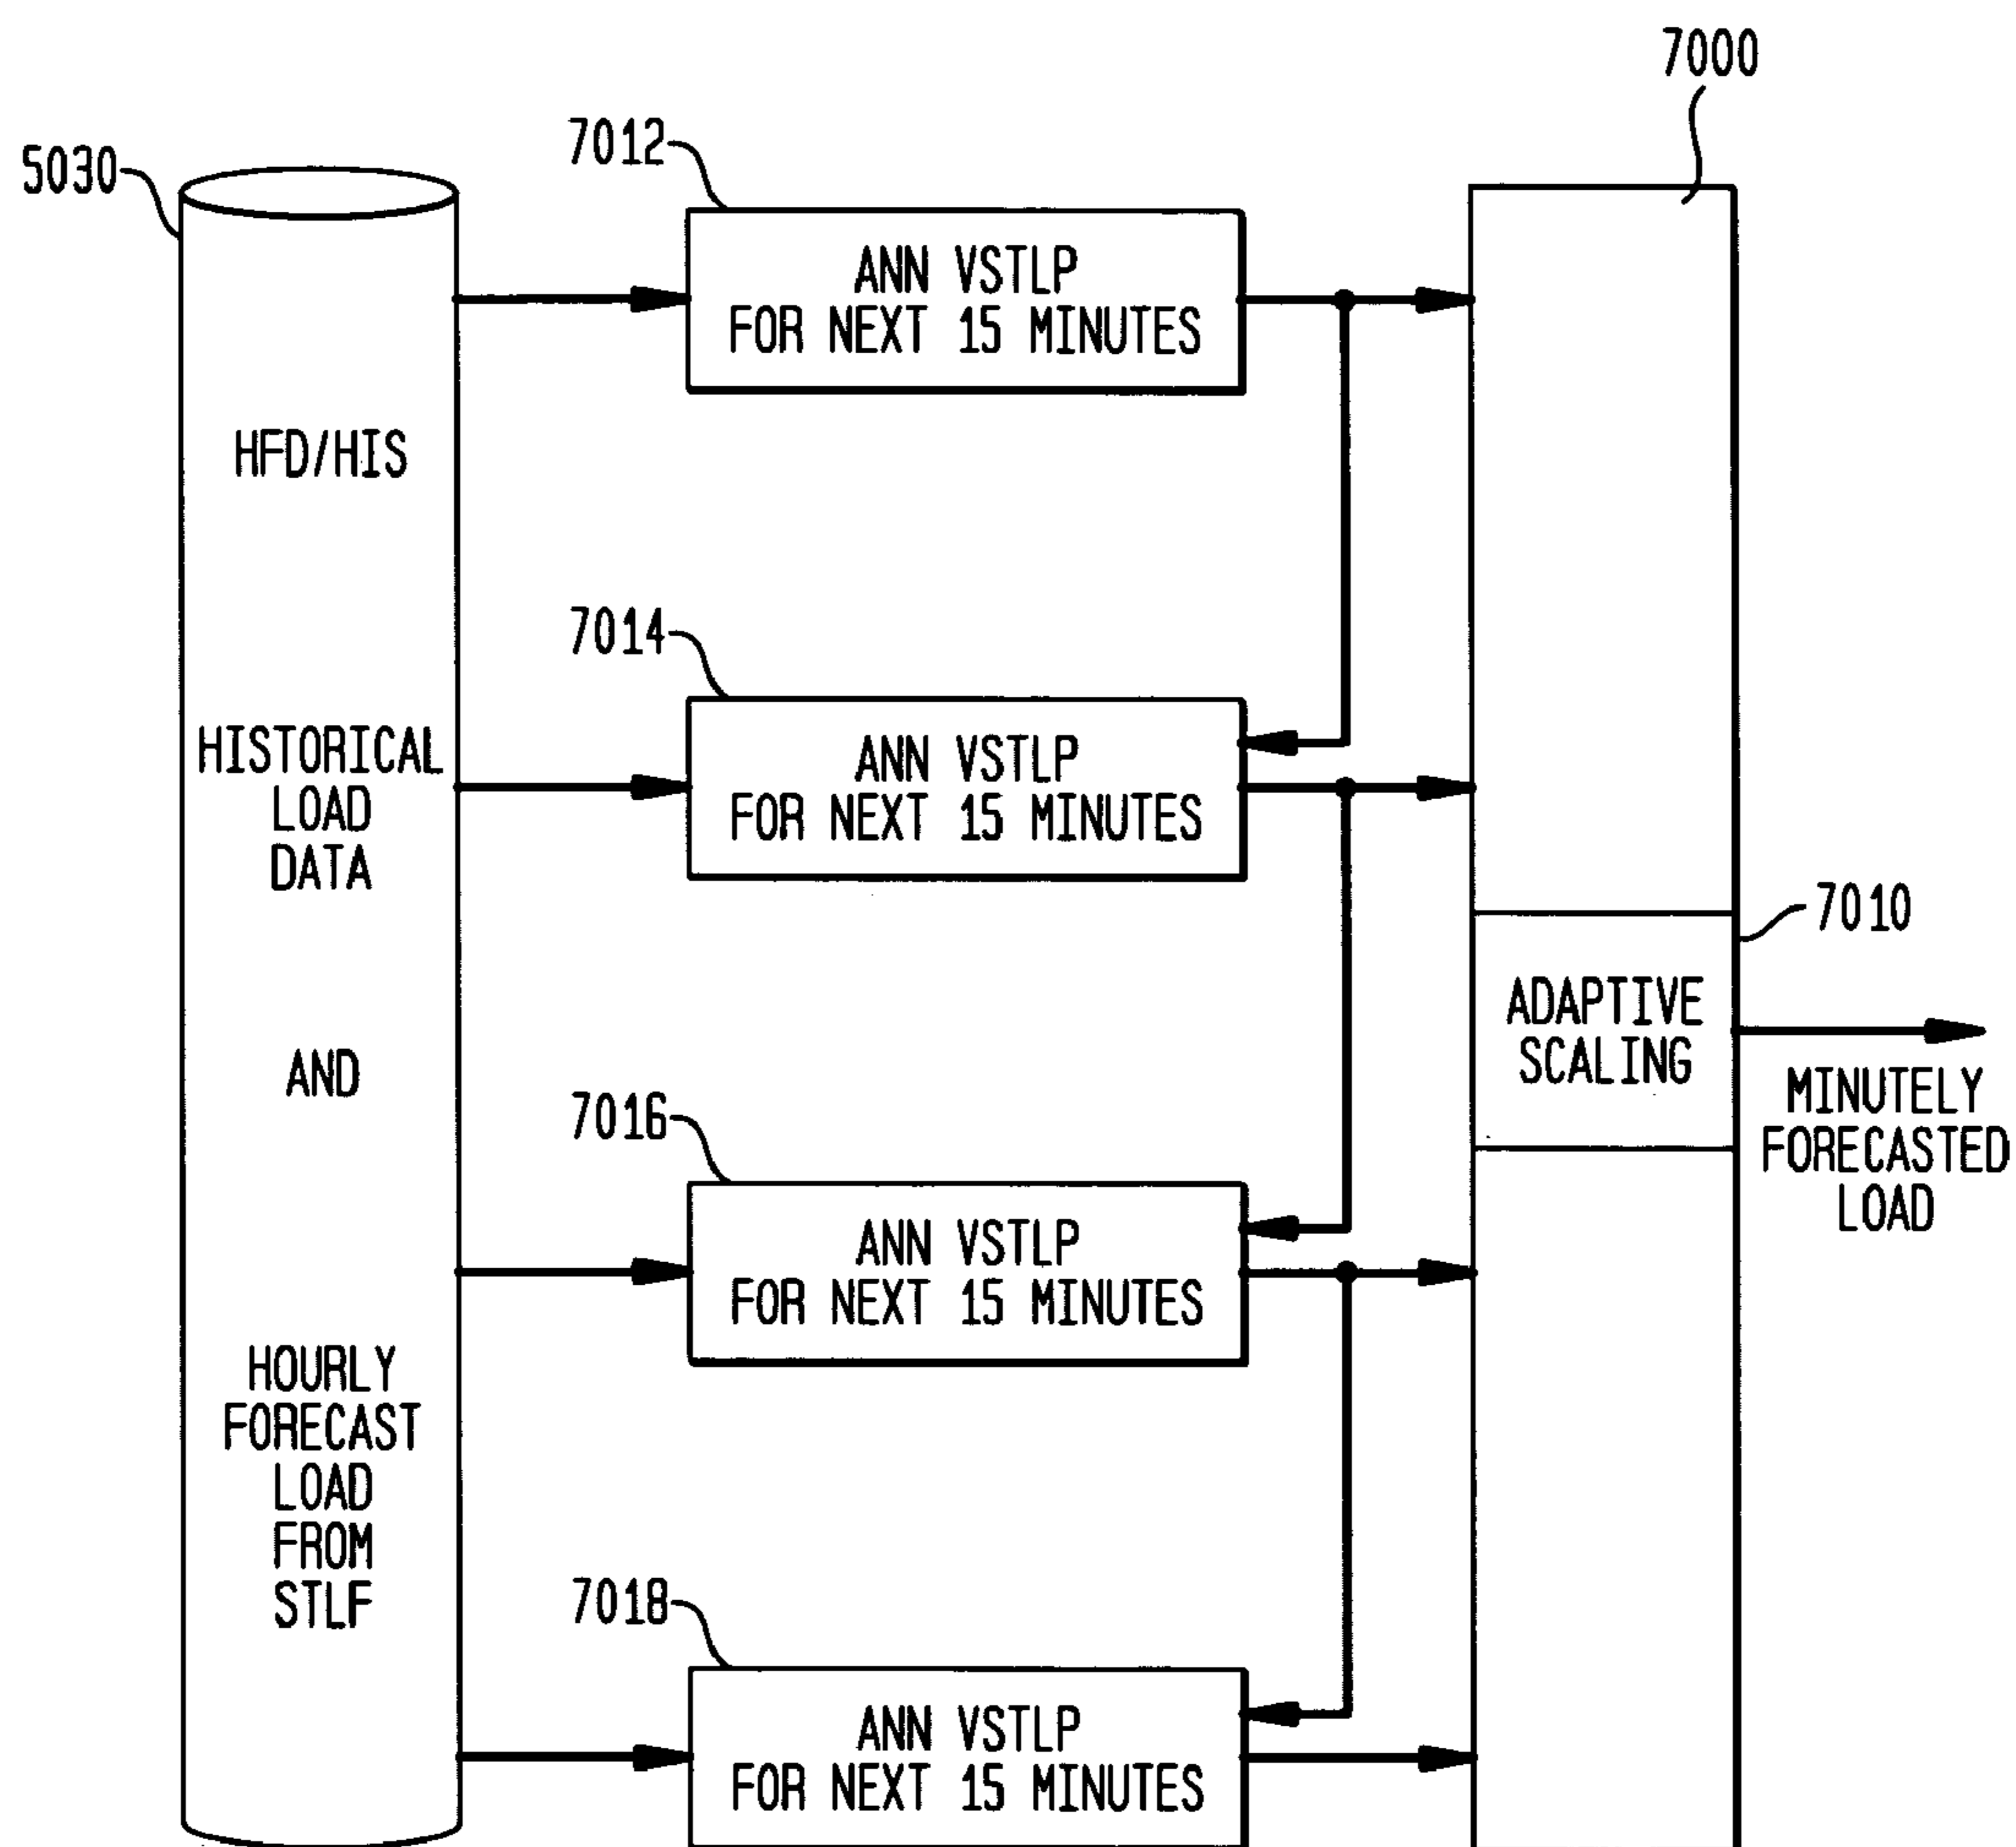 7000
7012
5030
ANN VSTLP
FOR NEXT 15 MINUTES
HFD/HIS
7014
HISTORICAL
LOAD
DATA
ANN VSTLP
FOR NEXT 15 MINUTES
7010
ADAPTIVE
SCALING
AND
MINUTELY
FORECASTED
LOAD
7016
ANN VSTLP
FOR NEXT 15 MINUTES
HOURLY
FORECAST
LOAD
FROM
STLF
7018
ANN VSTLP
FOR NEXT 15 MINUTES